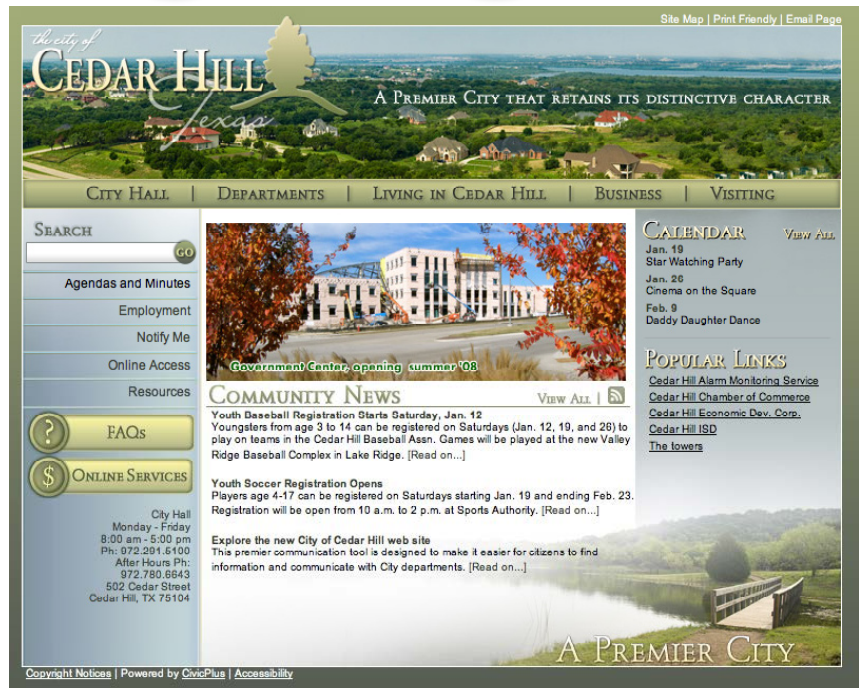 Site Map | Print Friendly | Email Page
the city of
CEDAR HILL
Texas
A PREMIER CITY THAT RETAINS ITS DISTINCTIVE CHARACTER
CITY HALL | DEPARTMENTS | LIVING IN CEDAR HILL | BUSINESS | VISITING
SEARCH
GO
Agendas and Minutes
Employment
Notify Me
Online Access
Resources
? FAQS
$ ONLINE SERVICES
City Hall
Monday - Friday
8:00 am - 5:00 pm
Ph: 972.291.5100
After Hours Ph:
972.780.6643
502 Cedar Street
Cedar Hill, TX 75104
Government Center, opening summer '08
COMMUNITY NEWS VIEW ALL |
Youth Baseball Registration Starts Saturday, Jan. 12
Youngsters from age 3 to 14 can be registered on Saturdays (Jan. 12, 19, and 26) to
play on teams in the Cedar Hill Baseball Assn. Games will be played at the new Valley
Ridge Baseball Complex in Lake Ridge. [Read on...]
Youth Soccer Registration Opens
Players age 4-17 can be registered on Saturdays starting Jan. 19 and ending Feb. 23.
Registration will be open from 10 a.m. to 2 p.m. at Sports Authority. [Read on...]
Explore the new City of Cedar Hill web site
This premier communication tool is designed to make it easier for citizens to find
information and communicate with City departments. [Read on...]
CALENDAR VIEW ALL
Jan. 19
Star Watching Party
Jan. 26
Cinema on the Square
Feb. 9
Daddy Daughter Dance
POPULAR LINKS
Cedar Hill Alarm Monitoring Service
Cedar Hill Chamber of Commerce
Cedar Hill Economic Dev. Corp.
Cedar Hill ISD
The towers
A PREMIER CITY
Copyright Notices | Powered by CivicPlus | Accessibility